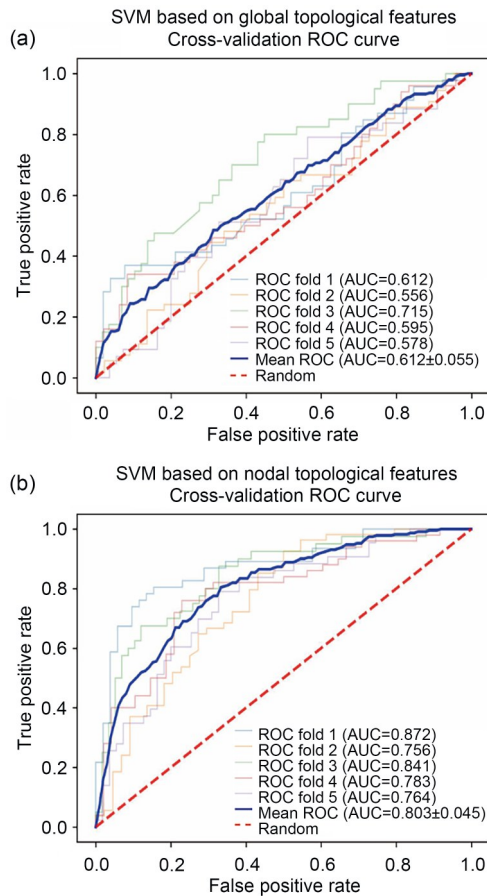 (a)
SVM based on global topological features
Cross-validation ROC curve
1.0
0.8
0.6
0.4
0.2
0.0
True positive rate
ROC fold 1 (AUC=0.612)
ROC fold 2 (AUC=0.556)
ROC fold 3 (AUC=0.715)
ROC fold 4 (AUC=0.595)
ROC fold 5 (AUC=0.578)
Mean ROC (AUC=0.612±0.055)
Random
0.0 0.2 0.4 0.6 0.8 1.0
False positive rate
(b)
SVM based on nodal topological features
Cross-validation ROC curve
1.0
0.8
0.6
0.4
0.2
0.0
True positive rate
ROC fold 1 (AUC=0.872)
ROC fold 2 (AUC=0.756)
ROC fold 3 (AUC=0.841)
ROC fold 4 (AUC=0.783)
ROC fold 5 (AUC=0.764)
Mean ROC (AUC=0.803±0.045)
Random
0.0 0.2 0.4 0.6 0.8 1.0
False positive rate